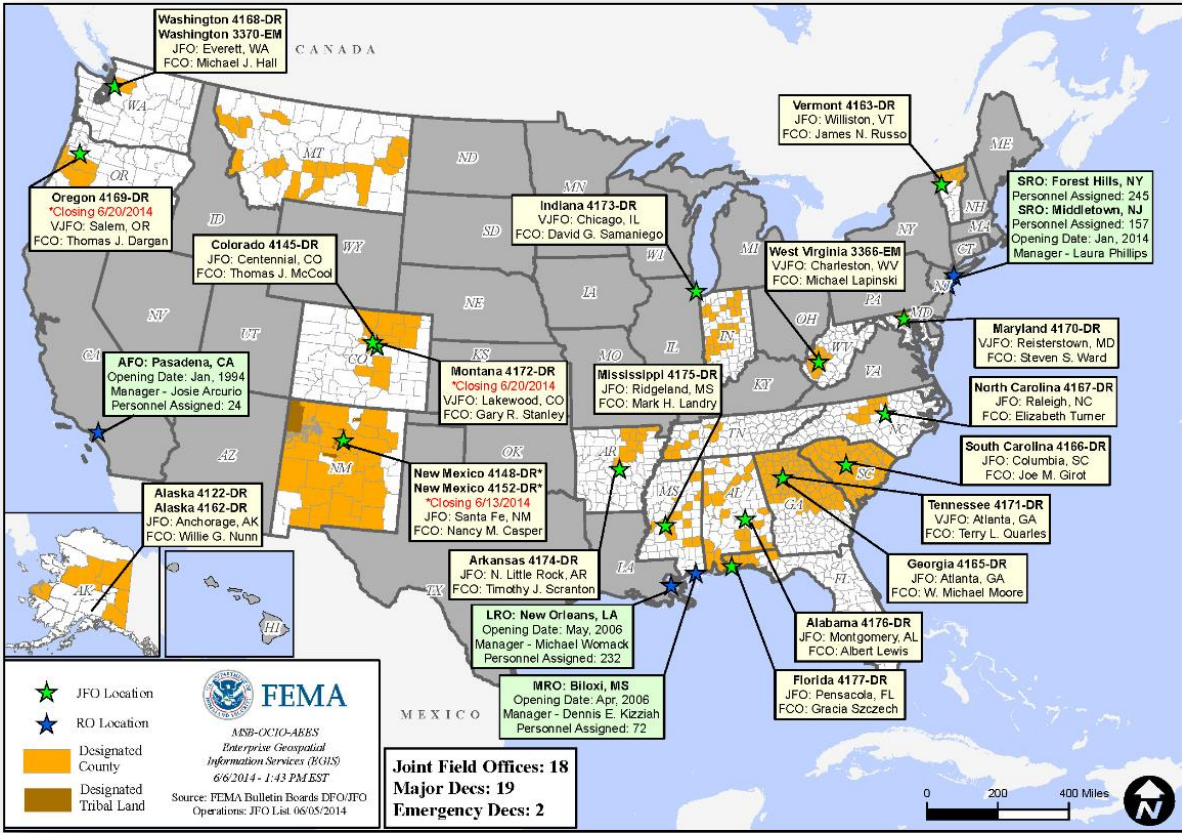 Washington 4168-DR
Washington 3370-EM
JFO: Everett, WA
FCO: Michael J. Hall
CANADA
WA
MT
ND
MN
ME
Vermont 4163-DR
JFO: Williston, VT
FCO: James N. Russo
OR
Oregon 4169-DR
*Closing 6/20/2014
VJFO: Salem, OR
FCO: Thomas J. Dargan
ID
WY
SD
WI
MI
NY
NH
MA
CT
SRO: Forest Hills, NY
Personnel Assigned: 245
SRO: Middletown, NJ
Personnel Assigned: 157
Opening Date: Jan, 2014
Manager - Laura Phillips
Indiana 4173-DR
VJFO: Chicago, IL
FCO: David G. Samaniego
Colorado 4145-DR
JFO: Centennial, CO
FCO: Thomas J. McCool
West Virginia 3366-EM
VJFO: Charleston, WV
FCO: Michael Lapinski
NV
UT
NE
IA
IL
IN
OH
PA
NJ
MD
CA
CO
KS
MO
KY
WV
VA
Maryland 4170-DR
VJFO: Reisterstown, MD
FCO: Steven S. Ward
AFO: Pasadena, CA
Opening Date: Jan, 1994
Manager - Josie Arcurio
Personnel Assigned: 24
Montana 4172-DR
*Closing 6/20/2014
VJFO: Lakewood, CO
FCO: Gary R. Stanley
Mississippi 4175-DR
JFO: Ridgeland, MS
FCO: Mark H. Landry
North Carolina 4167-DR
JFO: Raleigh, NC
FCO: Elizabeth Turner
AZ
NM
OK
AR
TN
NC
South Carolina 4166-DR
JFO: Columbia, SC
FCO: Joe M. Girot
New Mexico 4148-DR*
New Mexico 4152-DR*
*Closing 6/13/2014
JFO: Santa Fe, NM
FCO: Nancy M. Casper
MS
AL
GA
SC
Tennessee 4171-DR
VJFO: Atlanta, GA
FCO: Terry L. Quarles
Alaska 4122-DR
Alaska 4162-DR
JFO: Anchorage, AK
FCO: Willie G. Nunn
Arkansas 4174-DR
JFO: N. Little Rock, AR
FCO: Timothy J. Scranton
Georgia 4165-DR
JFO: Atlanta, GA
FCO: W. Michael Moore
AK
HI
TX
LA
FL
LRO: New Orleans, LA
Opening Date: May, 2006
Manager - Michael Womack
Personnel Assigned: 232
Alabama 4176-DR
JFO: Montgomery, AL
FCO: Albert Lewis
MRO: Biloxi, MS
Opening Date: Apr, 2006
Manager - Dennis E. Kizziah
Personnel Assigned: 72
Florida 4177-DR
JFO: Pensacola, FL
FCO: Gracia Szczech
MEXICO
JFO Location
RO Location
Designated
County
Designated
Tribal Land
FEMA
MSB-OCIO-AEES
Enterprise Geospatial
Information Services (EGIS)
6/6/2014 - 1:43 PM EST
Source: FEMA Bulletin Boards DFO/JFO
Operations: JFO List 06/05/2014
Joint Field Offices: 18
Major Decs: 19
Emergency Decs: 2
0 200 400 Miles
N